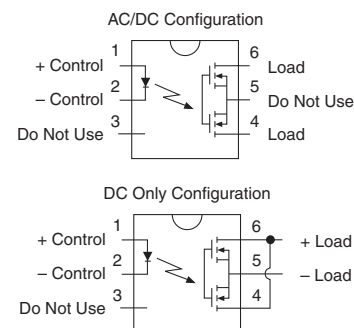 AC/DC Configuration
1 6
+ Control Load
2 5
– Control Do Not Use
3 4
Do Not Use Load
DC Only Configuration
1 6
+ Control + Load
2 5
– Control – Load
3 4
Do Not Use